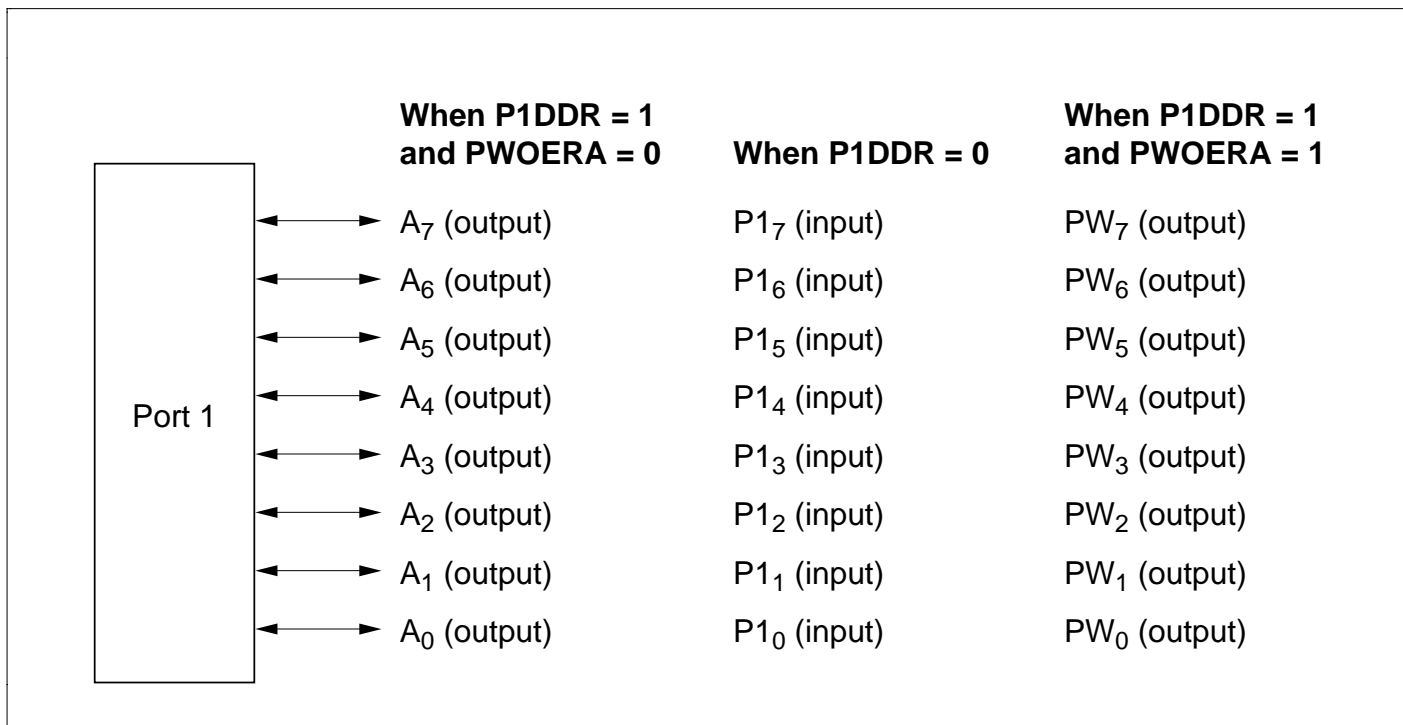 When P1DDR = 1
and PWOERA = 0
When P1DDR = 0
When P1DDR = 1
and PWOERA = 1
Port 1
A7 (output) P17 (input) PW7 (output)
A6 (output) P16 (input) PW6 (output)
A5 (output) P15 (input) PW5 (output)
A4 (output) P14 (input) PW4 (output)
A3 (output) P13 (input) PW3 (output)
A2 (output) P12 (input) PW2 (output)
A1 (output) P11 (input) PW1 (output)
A0 (output) P10 (input) PW0 (output)